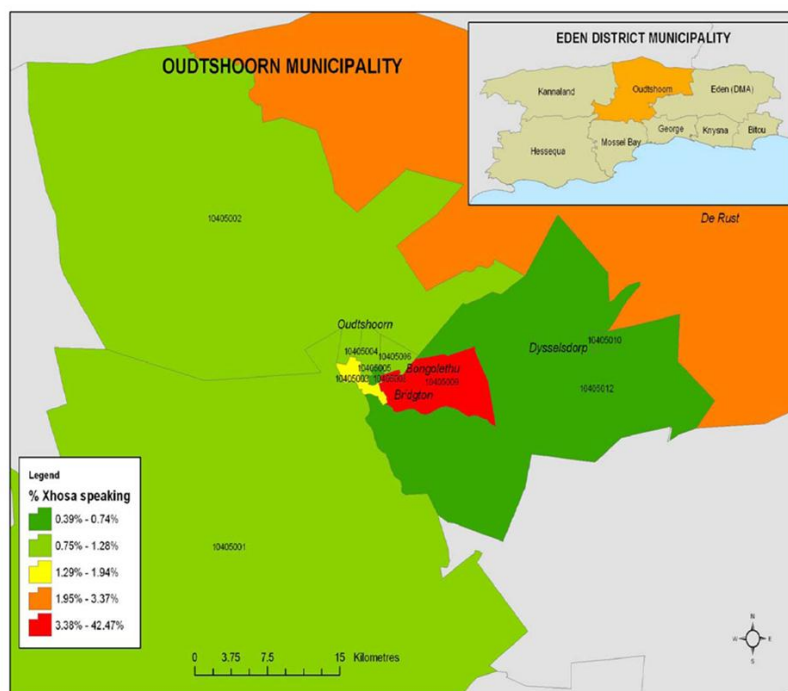 OUDTSHOORN MUNICIPALITY
EDEN DISTRICT MUNICIPALITY
Kannaland
Oudtshoorn
Eden (DMA)
Hessequa
Mossel Bay
George
Knysna
Bitou
De Rust
10405002
Oudtshoorn
10405004
10405006
10405005
10405003
Bongolethu
10405009
Bridgton
Dysselsdorp
10405010
10405012
10405001
Legend
% Xhosa speaking
0.39% - 0.74%
0.75% - 1.28%
1.29% - 1.94%
1.95% - 3.37%
3.38% - 42.47%
0 3.75 7.5 15 Kilometres
N
W E
S